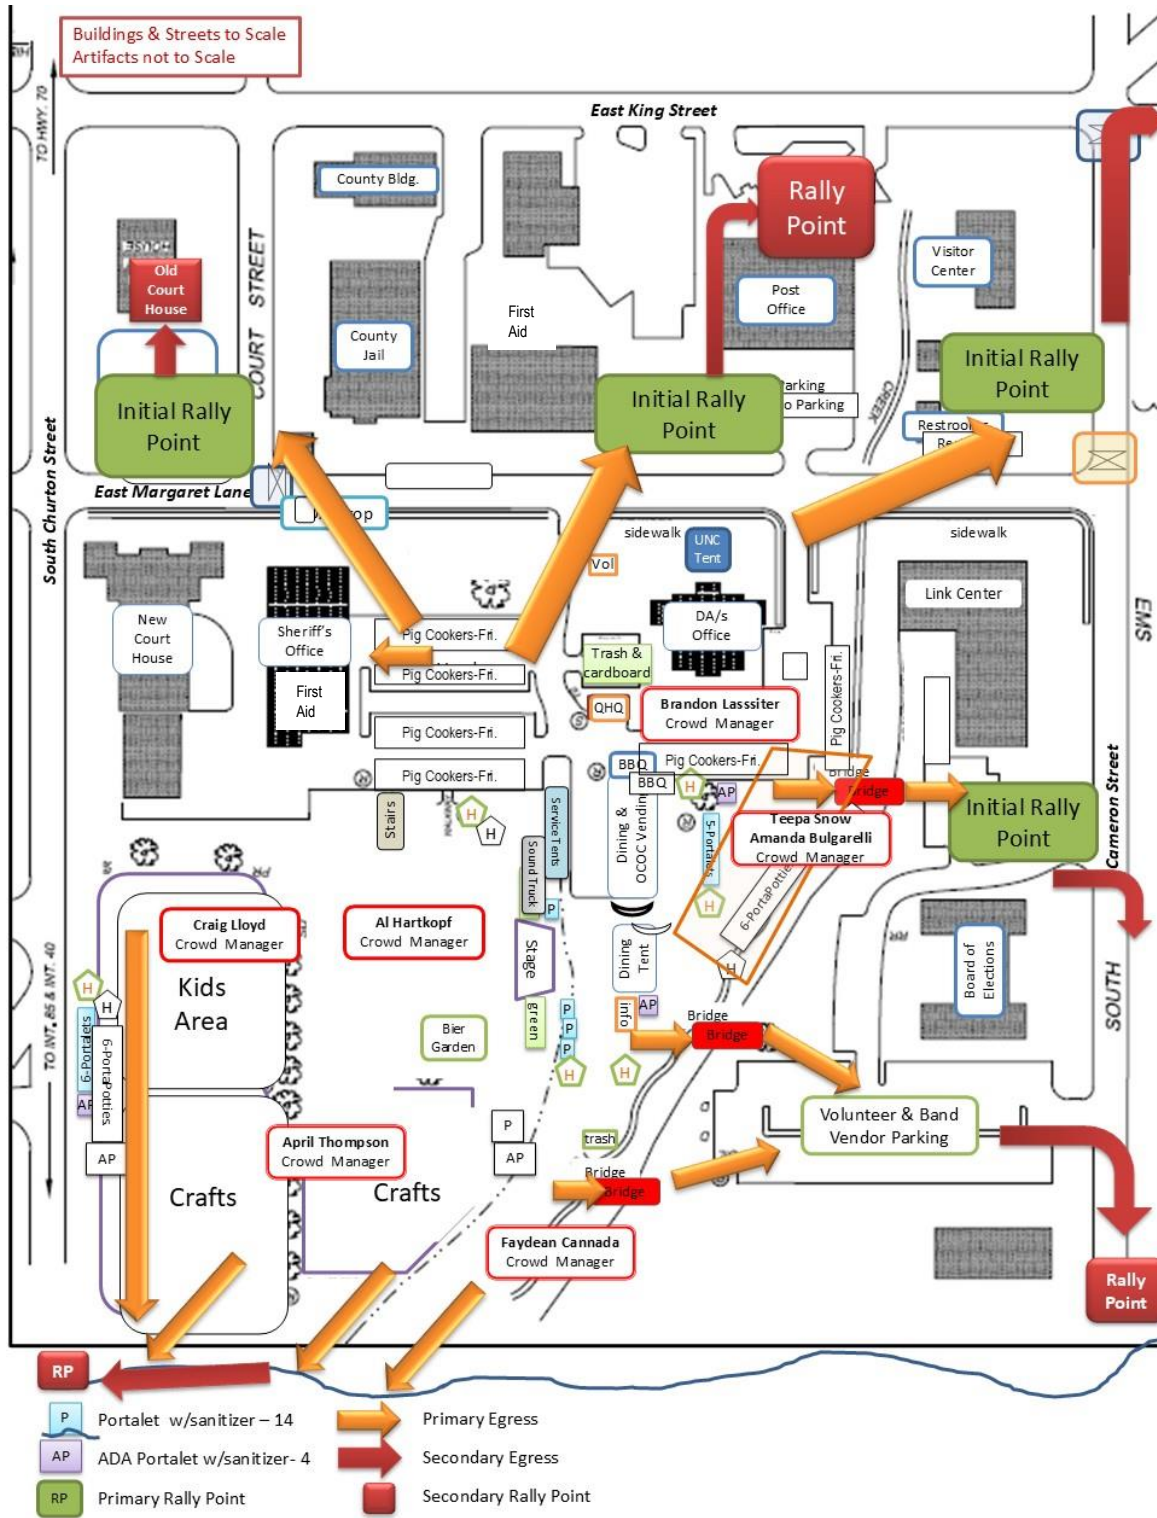 Buildings & Streets to Scale
Artifacts not to Scale
TO HWY. 70
East King Street
County Bldg.
Rally
Point
HOUSE
Old
Court
House
COURT STREET
County
Jail
First
Aid
Post
Office
Visitor
Center
Initial Rally
Point
Initial Rally
Point
Initial Rally
Point
arking
o Parking
CREEK
Restrooms
Re
South Churton Street
East Margaret Lane
op
sidewalk
sidewalk
UNC
Tent
Vol
New
Court
House
Sheriff's
Office
First
Aid
Pig Cookers-Fri.
Pig Cookers-Fri.
Pig Cookers-Fri.
Pig Cookers-Fri.
Trash &
cardboard
DA/s
Office
Link Center
EMS
QHQ
Brandon Lasssiter
Crowd Manager
Pig Cookers-Fri.
BBQ
BBQ
Pig Cookers-Fri.
Bridge
Bridge
Stairs
H
H
Service Tents
Sound Truck
Dining &
OCOC Vending
H
AP
5-Portalets
H
Teepa Snow
Amanda Bulgarelli
Crowd Manager
Initial Rally
Point
Cameron Street
6-PortaPotties
H
Craig Lloyd
Crowd Manager
Al Hartkopf
Crowd Manager
P
Stage
Dining
Tent
Board of
Elections
SOUTH
TO INT. 85 & INT. 40
H
H
Kids
Area
6-Portalets
6-PortaPotties
AP
AP
Bier
Garden
green
P
P
P
H
info
AP
H
Bridge
Bridge
Volunteer & Band
Vendor Parking
April Thompson
Crowd Manager
P
AP
trash
Bridge
Bridge
Crafts
Crafts
Faydean Cannada
Crowd Manager
Rally
Point
RP
P
Portalet w/sanitizer – 14
AP
ADA Portalet w/sanitizer- 4
RP
Primary Rally Point
Primary Egress
Secondary Egress
Secondary Rally Point